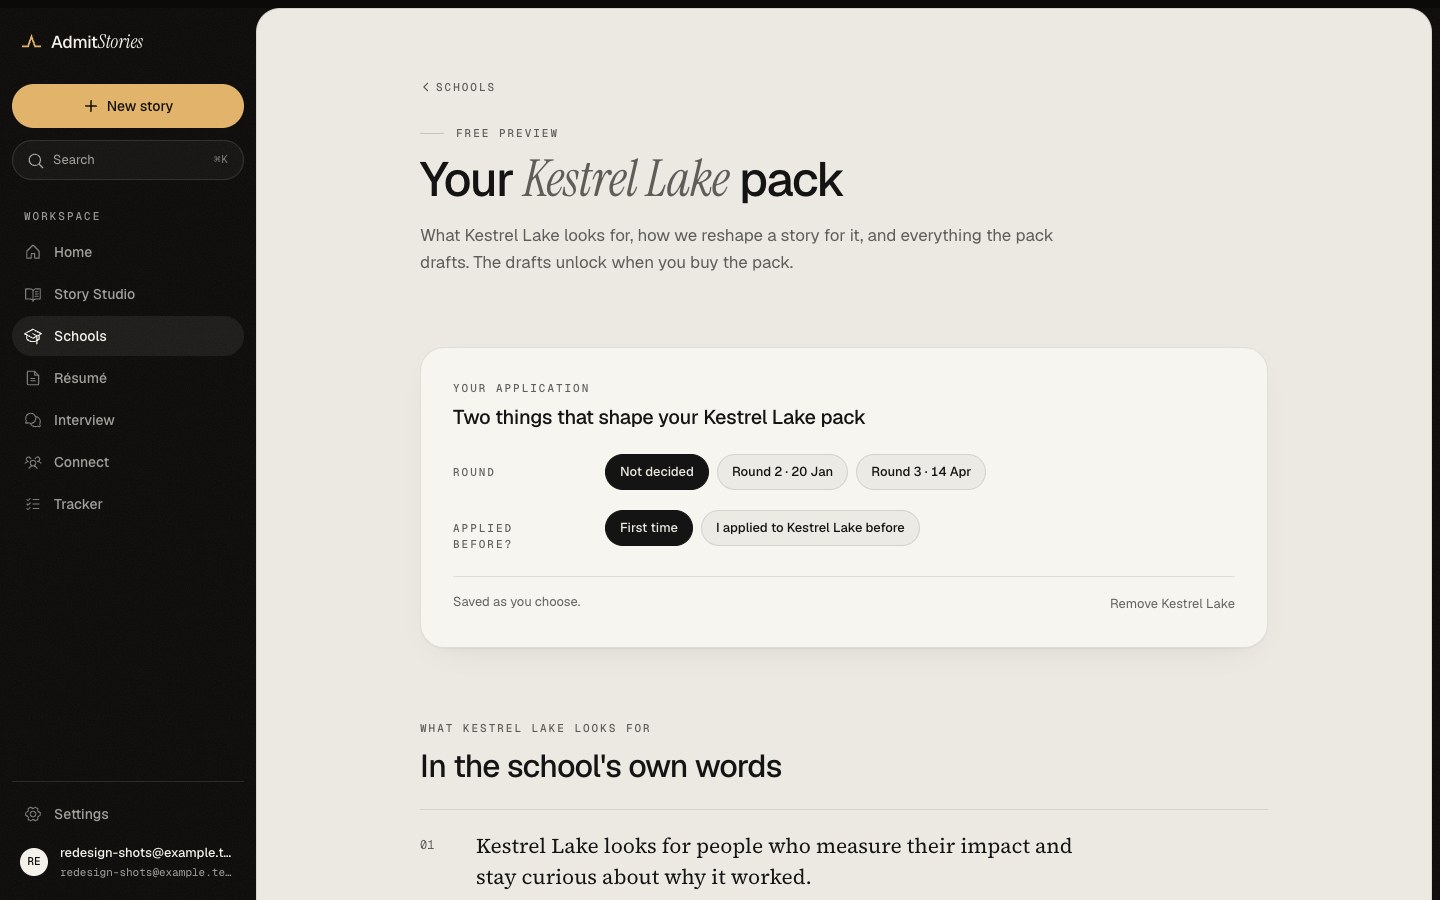 AdmitStories
New story
Search ⌘K
WORKSPACE
Home
Story Studio
Schools
Résumé
Interview
Connect
Tracker
Settings
RE
redesign-shots@example.t…
redesign-shots@example.te…
SCHOOLS
FREE PREVIEW
Your Kestrel Lake pack
What Kestrel Lake looks for, how we reshape a story for it, and everything the pack
drafts. The drafts unlock when you buy the pack.
YOUR APPLICATION
Two things that shape your Kestrel Lake pack
ROUND
Not decided
Round 2 · 20 Jan
Round 3 · 14 Apr
APPLIED
BEFORE?
First time
I applied to Kestrel Lake before
Saved as you choose.
Remove Kestrel Lake
WHAT KESTREL LAKE LOOKS FOR
In the school's own words
01
Kestrel Lake looks for people who measure their impact and
stay curious about why it worked.